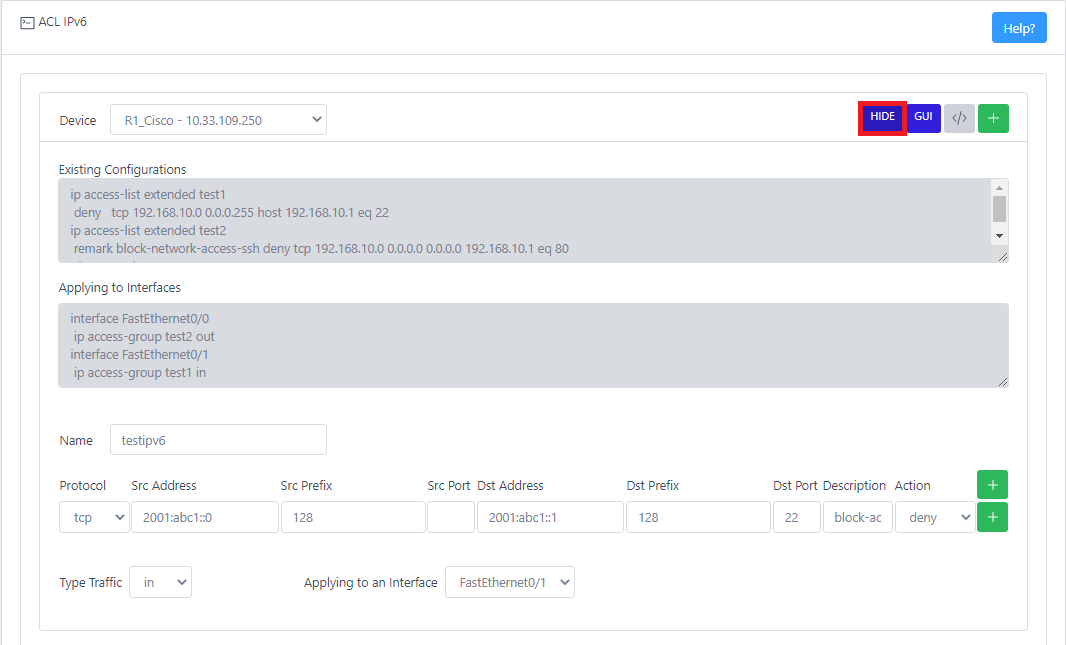 ACL IPv6
Help?
Device R1_Cisco - 10.33.109.250 HIDE GUI </> +
Existing Configurations
ip access-list extended test1
deny tcp 192.168.10.0 0.0.0.255 host 192.168.10.1 eq 22
ip access-list extended test2
remark block-network-access-ssh deny tcp 192.168.10.0 0.0.0.0 0.0.0.0 192.168.10.1 eq 80
Applying to Interfaces
interface FastEthernet0/0
ip access-group test2 out
interface FastEthernet0/1
ip access-group test1 in
Name testipv6
Protocol Src Address Src Prefix Src Port Dst Address Dst Prefix Dst Port Description Action +
tcp 2001:abc1::0 128 2001:abc1::1 128 22 block-ac deny +
Type Traffic in Applying to an Interface FastEthernet0/1